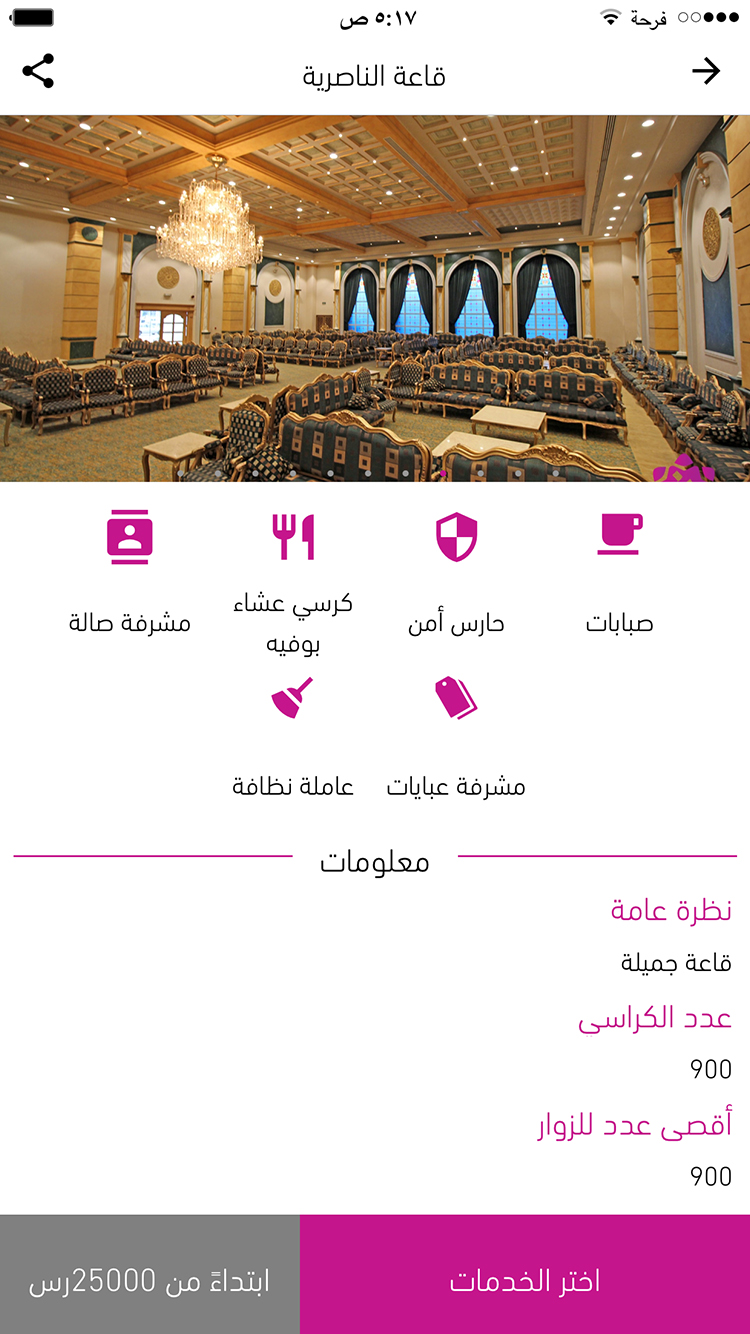 فرحة
٥:١٧ ص
قاعة الناصرية
صبابات
حارس أمن
كرسي عشاء
بوفيه
مشرفة صالة
مشرفة عبايات
عاملة نظافة
معلومات
نظرة عامة
قاعة جميلة
عدد الكراسي
900
أقصى عدد للزوار
900
اختر الخدمات
ابتداءً من 25000رس